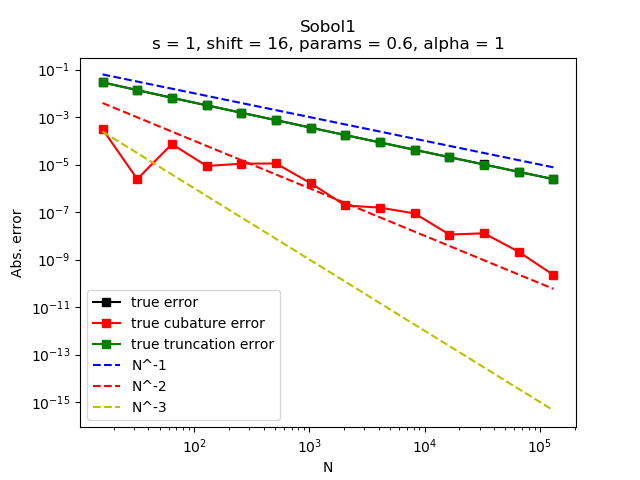 Sobol1
s = 1, shift = 16, params = 0.6, alpha = 1
Abs. error
10^-1
10^-3
10^-5
10^-7
10^-9
10^-11
10^-13
10^-15
true error
true cubature error
true truncation error
N^-1
N^-2
N^-3
10^2
10^3
10^4
10^5
N